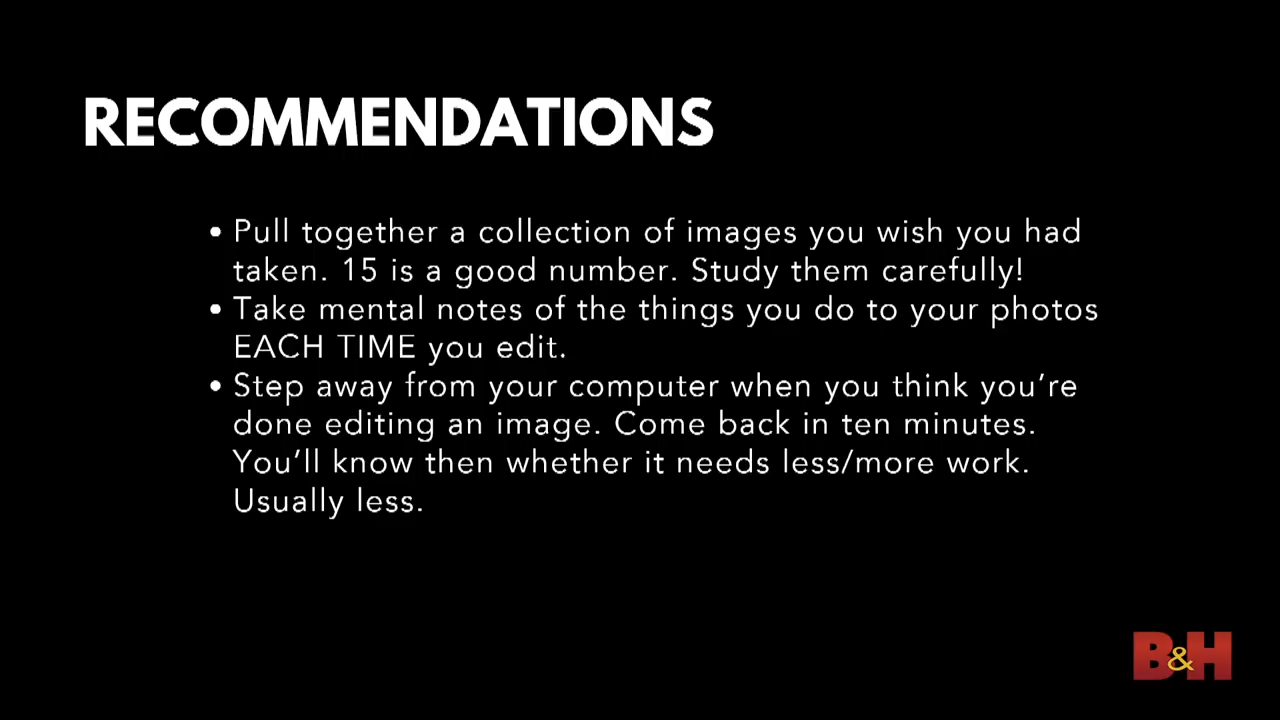 RECOMMENDATIONS
• Pull together a collection of images you wish you had
taken. 15 is a good number. Study them carefully!
• Take mental notes of the things you do to your photos
EACH TIME you edit.
• Step away from your computer when you think you’re
done editing an image. Come back in ten minutes.
You’ll know then whether it needs less/more work.
Usually less.
B&H